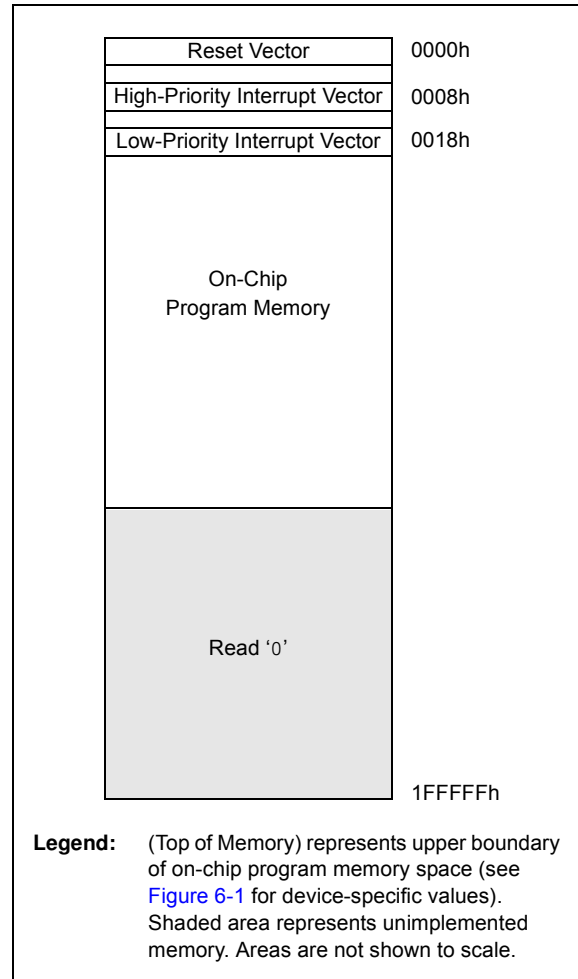 Reset Vector 0000h
High-Priority Interrupt Vector 0008h
Low-Priority Interrupt Vector 0018h
On-Chip
Program Memory
Read ‘0’
1FFFFFh
Legend: (Top of Memory) represents upper boundary
of on-chip program memory space (see
Figure 6-1 for device-specific values).
Shaded area represents unimplemented
memory. Areas are not shown to scale.